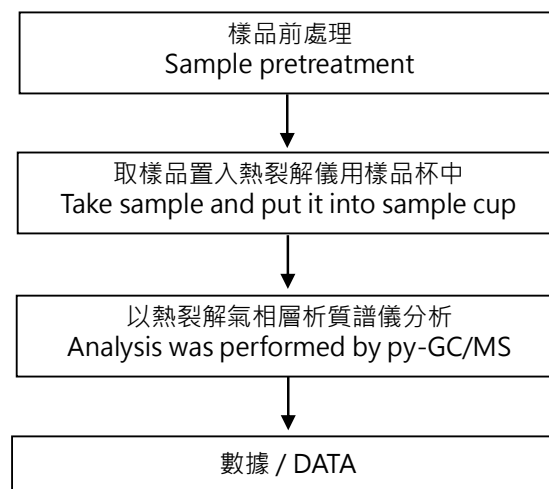 樣品前處理
Sample pretreatment
取樣品置入熱裂解儀用樣品杯中
Take sample and put it into sample cup
以熱裂解氣相層析質譜儀分析
Analysis was performed by py-GC/MS
數據 / DATA